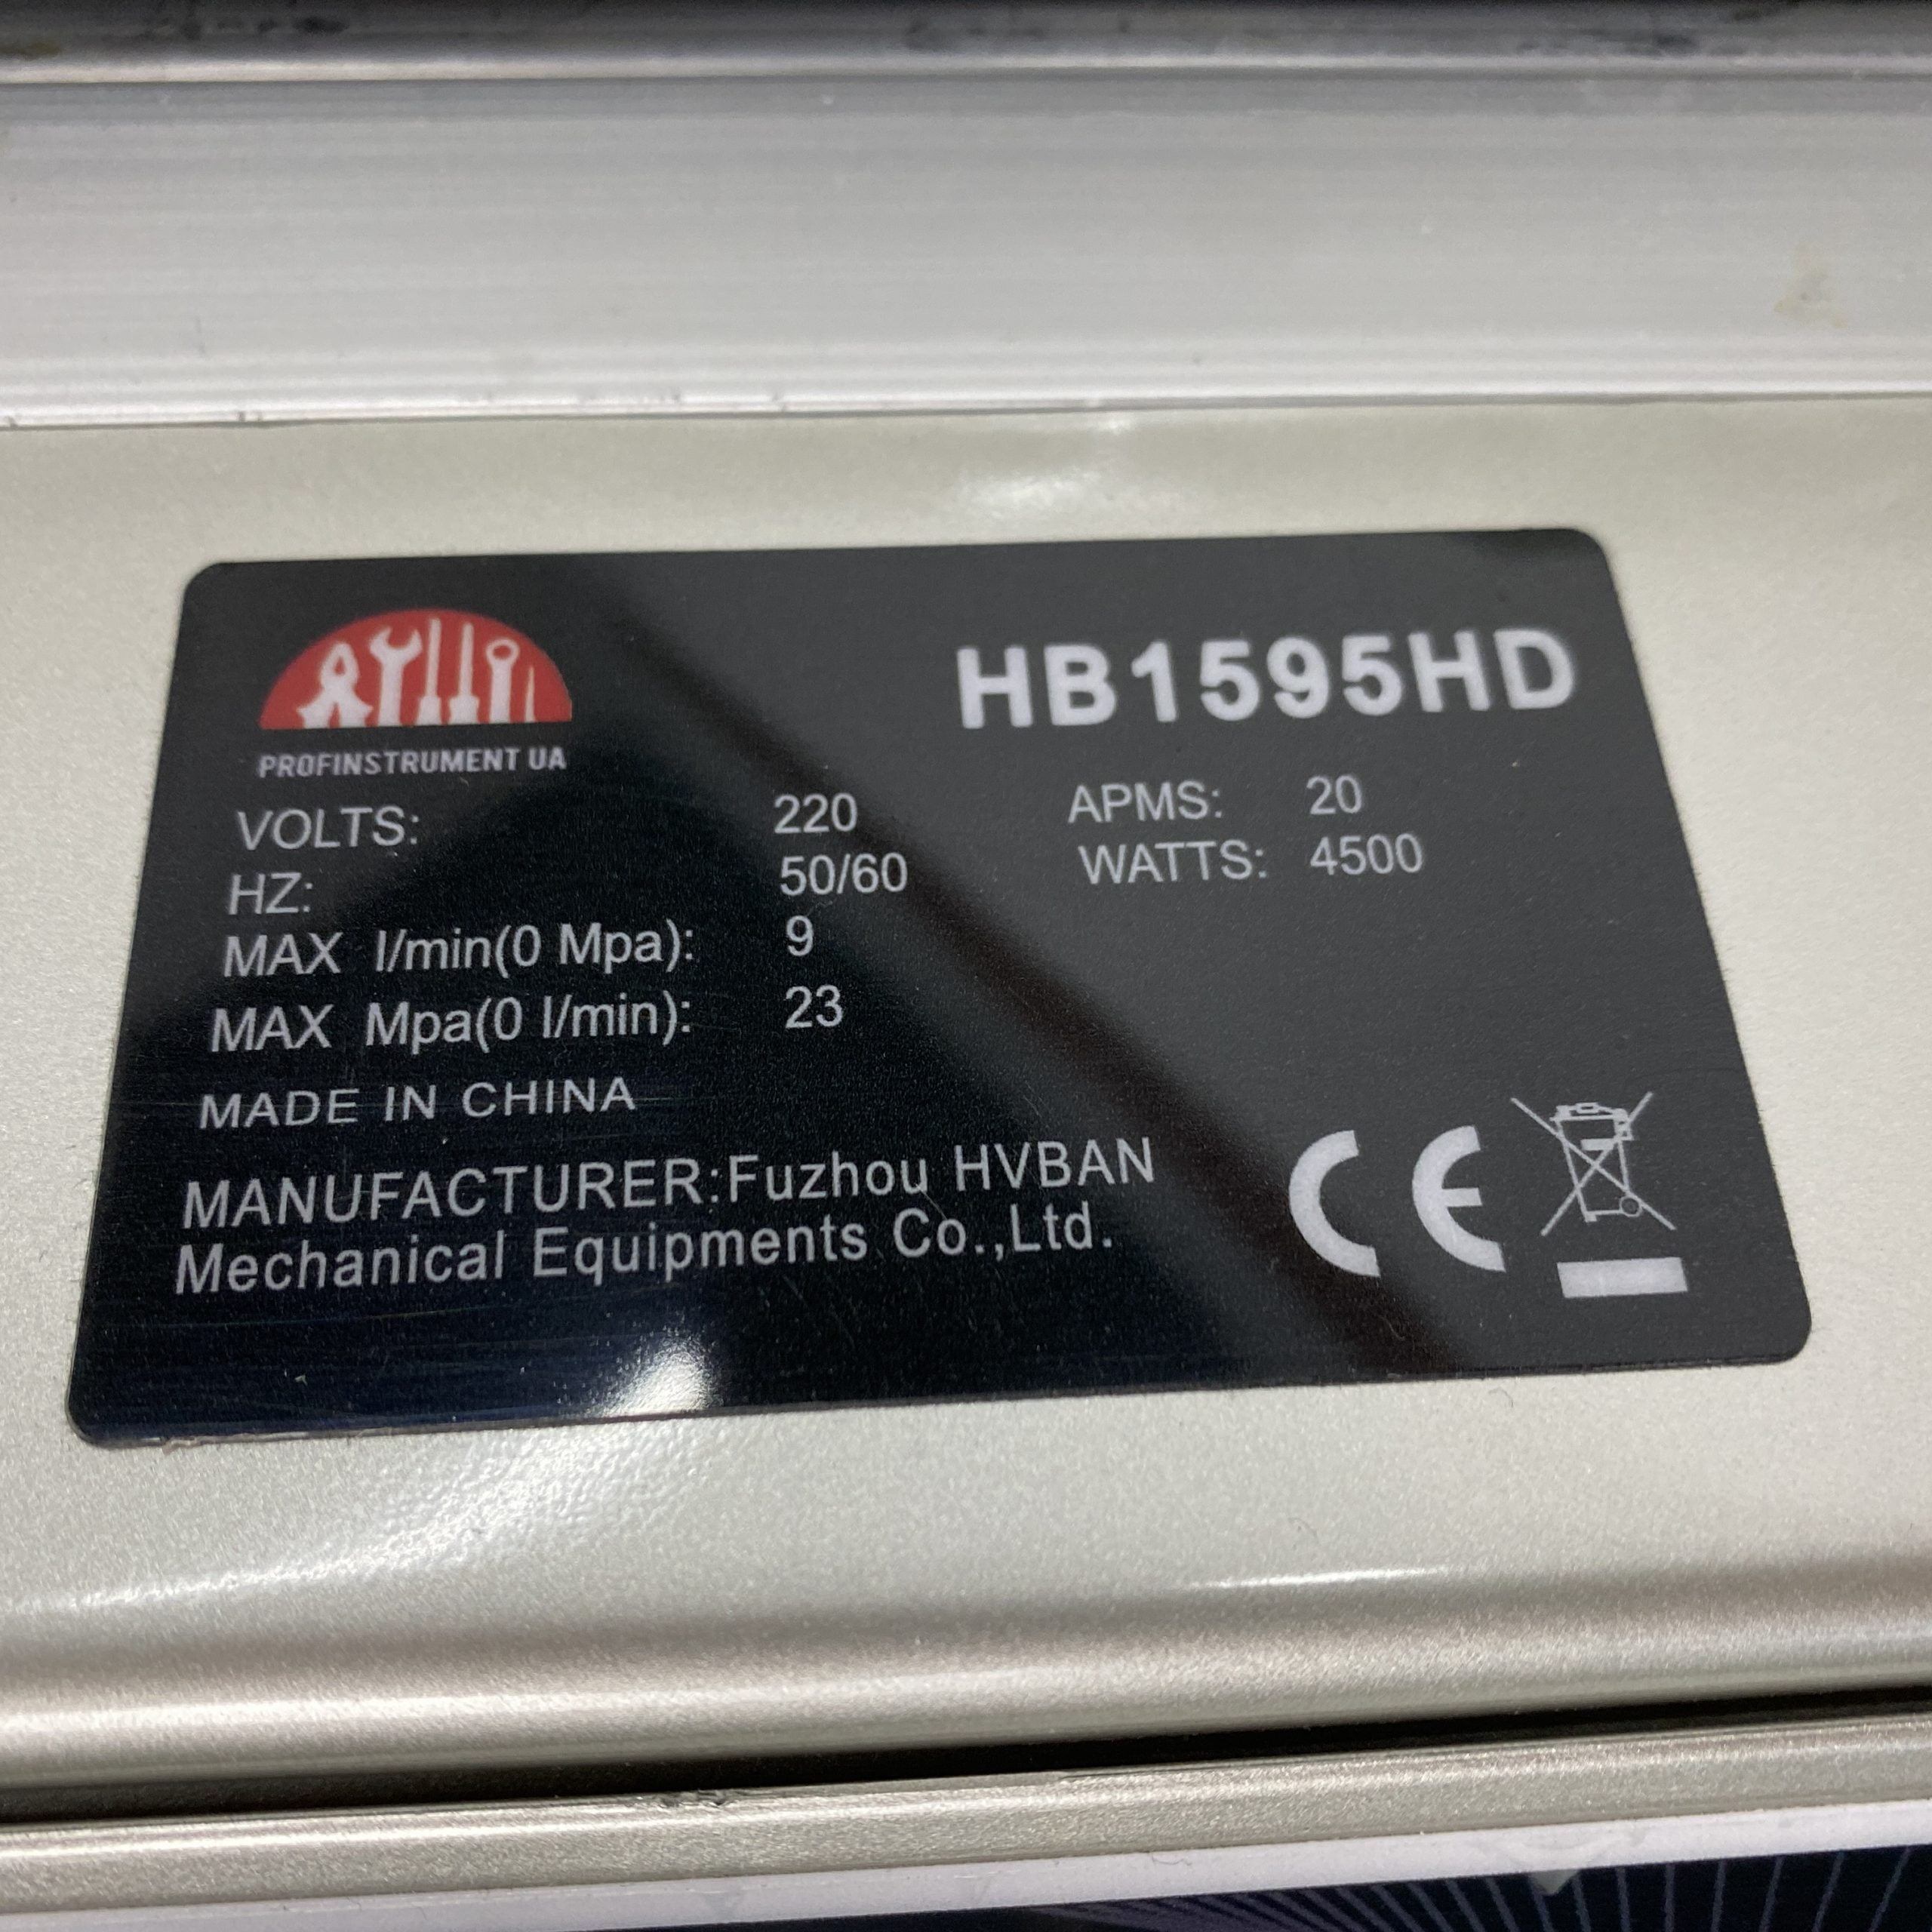 PROFINSTRUMENT UA
HB1595HD
VOLTS: 220
APMS: 20
HZ: 50/60
WATTS: 4500
MAX l/min(0 Mpa): 9
MAX Mpa(0 l/min): 23
MADE IN CHINA
MANUFACTURER:Fuzhou HVBAN
Mechanical Equipments Co.,Ltd.
CE